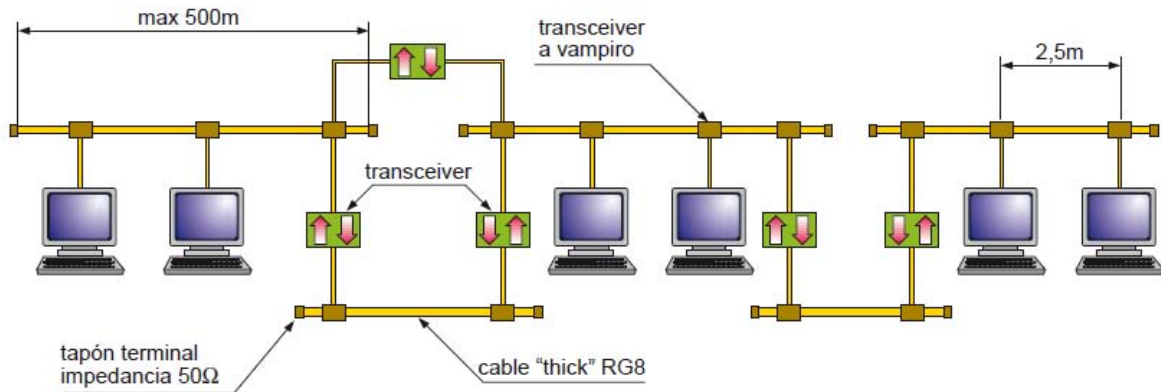 max 500m
transceiver
a vampiro
2,5m
transceiver
tapón terminal
impedancia 50Ω
cable “thick” RG8